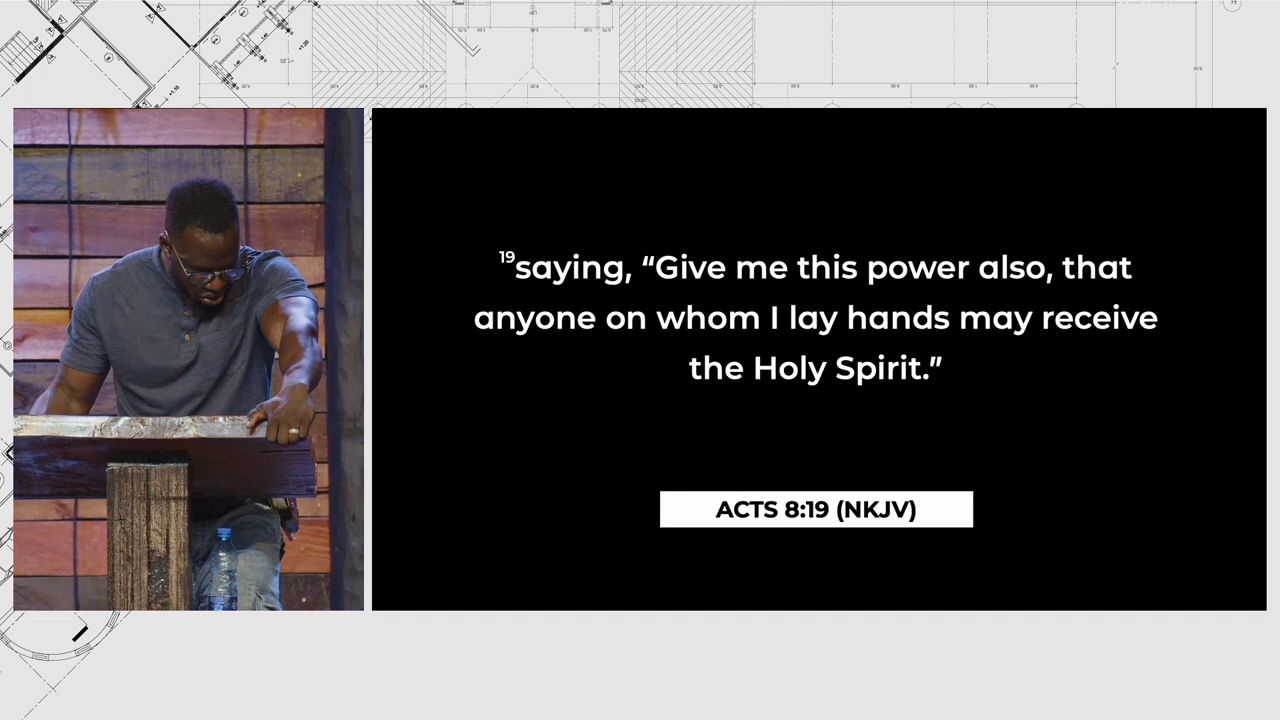 ¹⁹saying, “Give me this power also, that
anyone on whom I lay hands may receive
the Holy Spirit.”
ACTS 8:19 (NKJV)